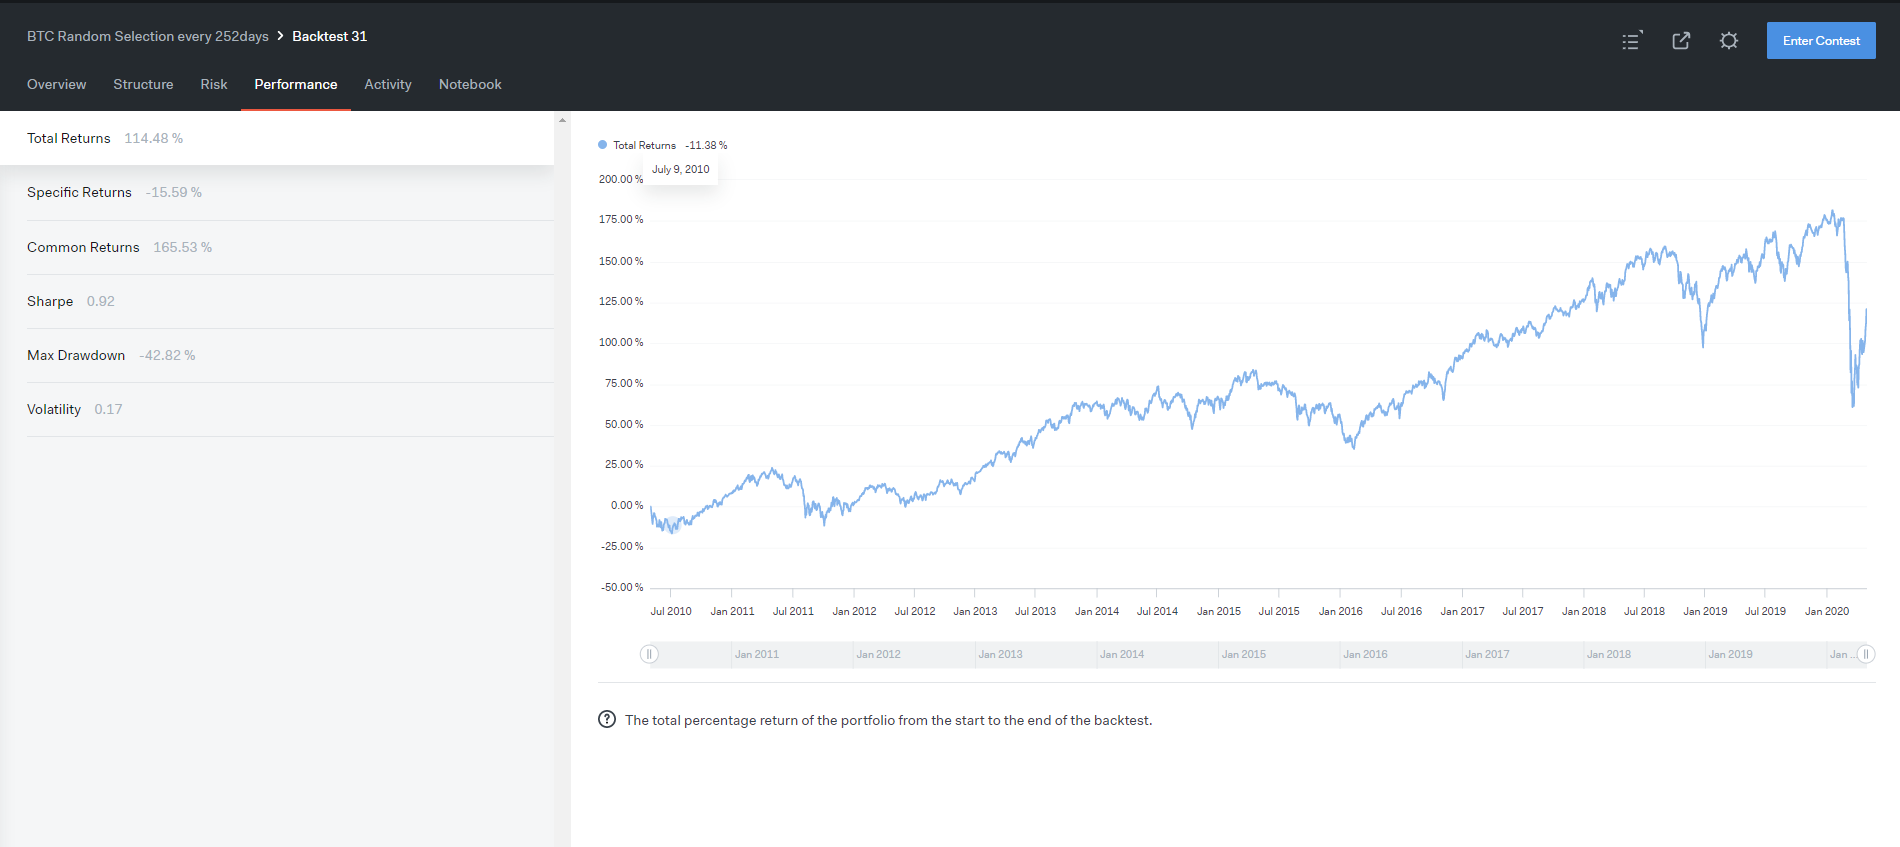 BTC Random Selection every 252days > Backtest 31
Enter Contest
Overview Structure Risk Performance Activity Notebook
Total Returns 114.48 %
Specific Returns -15.59 %
Common Returns 165.53 %
Sharpe 0.92
Max Drawdown -42.82 %
Volatility 0.17
Total Returns -11.38 %
July 9, 2010
200.00 %
175.00 %
150.00 %
125.00 %
100.00 %
75.00 %
50.00 %
25.00 %
0.00 %
-25.00 %
-50.00 %
Jul 2010 Jan 2011 Jul 2011 Jan 2012 Jul 2012 Jan 2013 Jul 2013 Jan 2014 Jul 2014 Jan 2015 Jul 2015 Jan 2016 Jul 2016 Jan 2017 Jul 2017 Jan 2018 Jul 2018 Jan 2019 Jul 2019 Jan 2020
Jan 2011 Jan 2012 Jan 2013 Jan 2014 Jan 2015 Jan 2016 Jan 2017 Jan 2018 Jan 2019 Jan ...
? The total percentage return of the portfolio from the start to the end of the backtest.